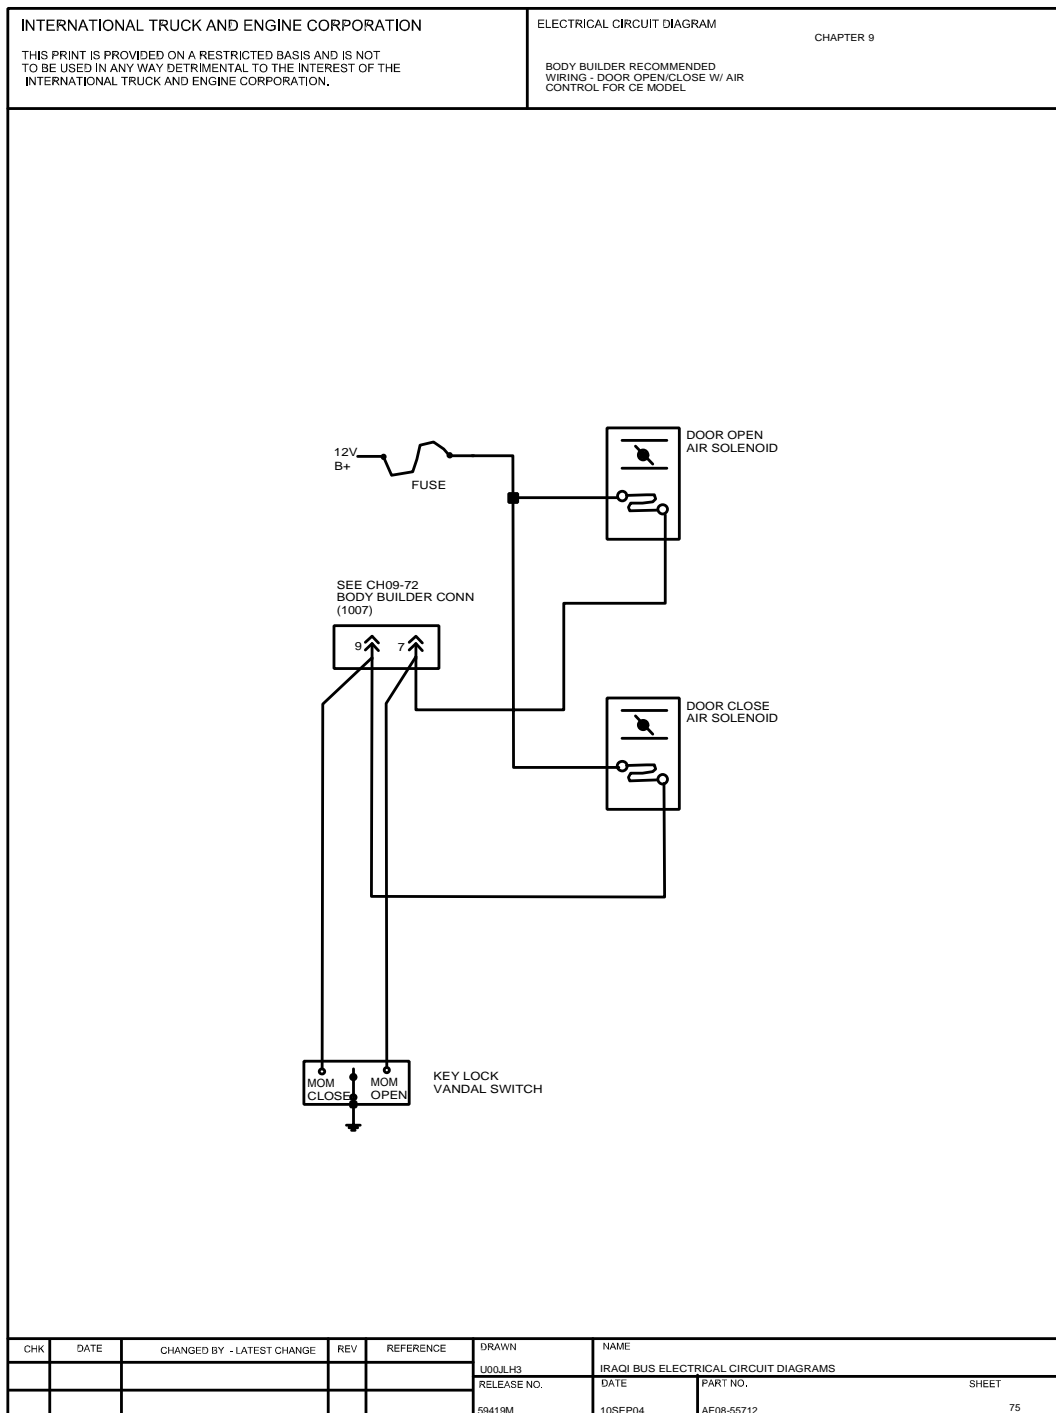 INTERNATIONAL TRUCK AND ENGINE CORPORATION
THIS PRINT IS PROVIDED ON A RESTRICTED BASIS AND IS NOT
TO BE USED IN ANY WAY DETRIMENTAL TO THE INTEREST OF THE
INTERNATIONAL TRUCK AND ENGINE CORPORATION.
ELECTRICAL CIRCUIT DIAGRAM
CHAPTER 9
BODY BUILDER RECOMMENDED
WIRING - DOOR OPEN/CLOSE W/ AIR
CONTROL FOR CE MODEL
12V
B+
FUSE
DOOR OPEN
AIR SOLENOID
SEE CH09-72
BODY BUILDER CONN
(1007)
9 7
DOOR CLOSE
AIR SOLENOID
MOM
CLOSE
MOM
OPEN
KEY LOCK
VANDAL SWITCH
CHK DATE CHANGED BY - LATEST CHANGE REV REFERENCE
DRAWN
U00JLH3
NAME
IRAQI BUS ELECTRICAL CIRCUIT DIAGRAMS
RELEASE NO.
59419M
DATE
10SEP04
PART NO.
AE08-55712
SHEET
75